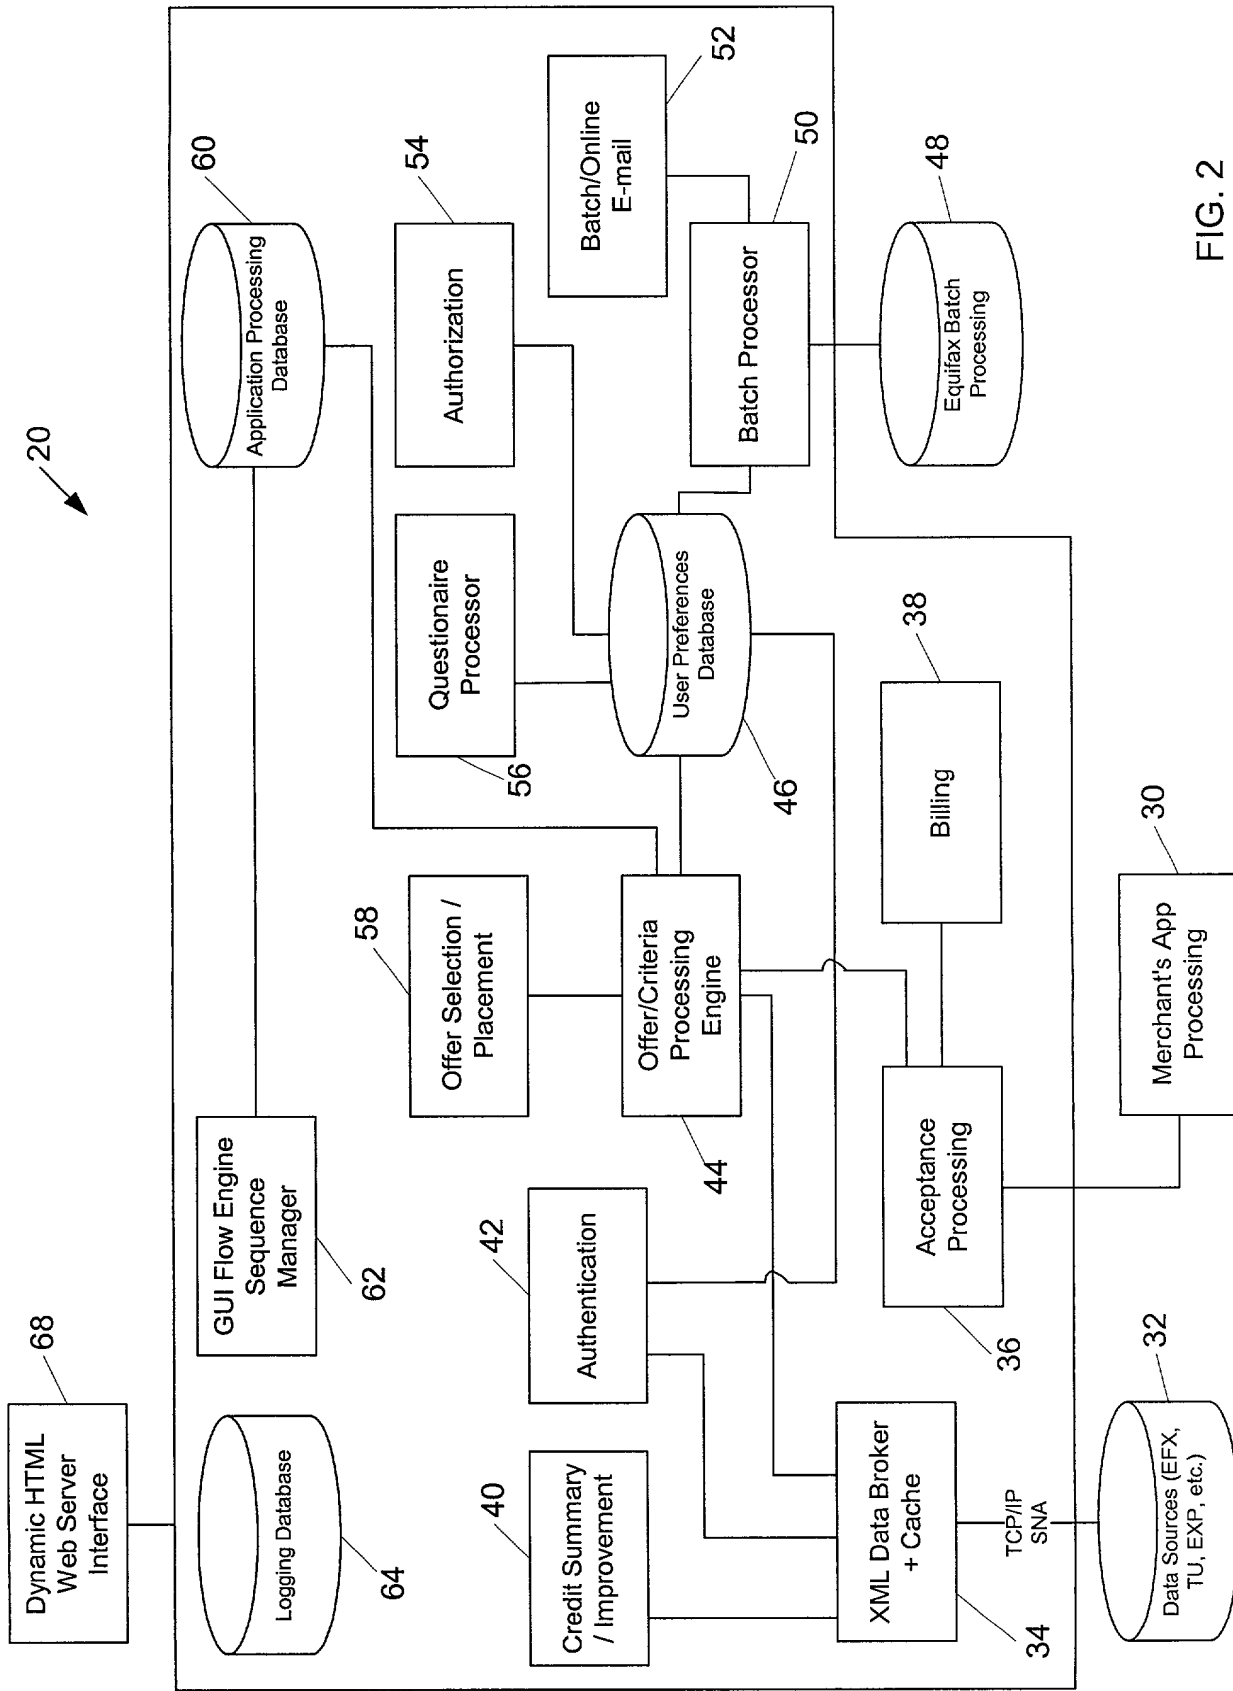 20
68
Dynamic HTML
Web Server
Interface
Logging Database
64
GUI Flow Engine
Sequence
Manager
62
60
Application Processing
Database
40
Credit Summary
/ Improvement
42
Authentication
58
Offer Selection /
Placement
Questionaire
Processor
56
54
Authorization
52
Batch/Online
E-mail
Offer/Criteria
Processing
Engine
44
User Preferences
Database
46
Batch Processor
50
XML Data Broker
+ Cache
34
Acceptance
Processing
36
Billing
38
Equifax Batch
Processing
48
TCP/IP
SNA
Data Sources (EFX,
TU, EXP, etc.)
32
Merchant's App
Processing
30
FIG. 2